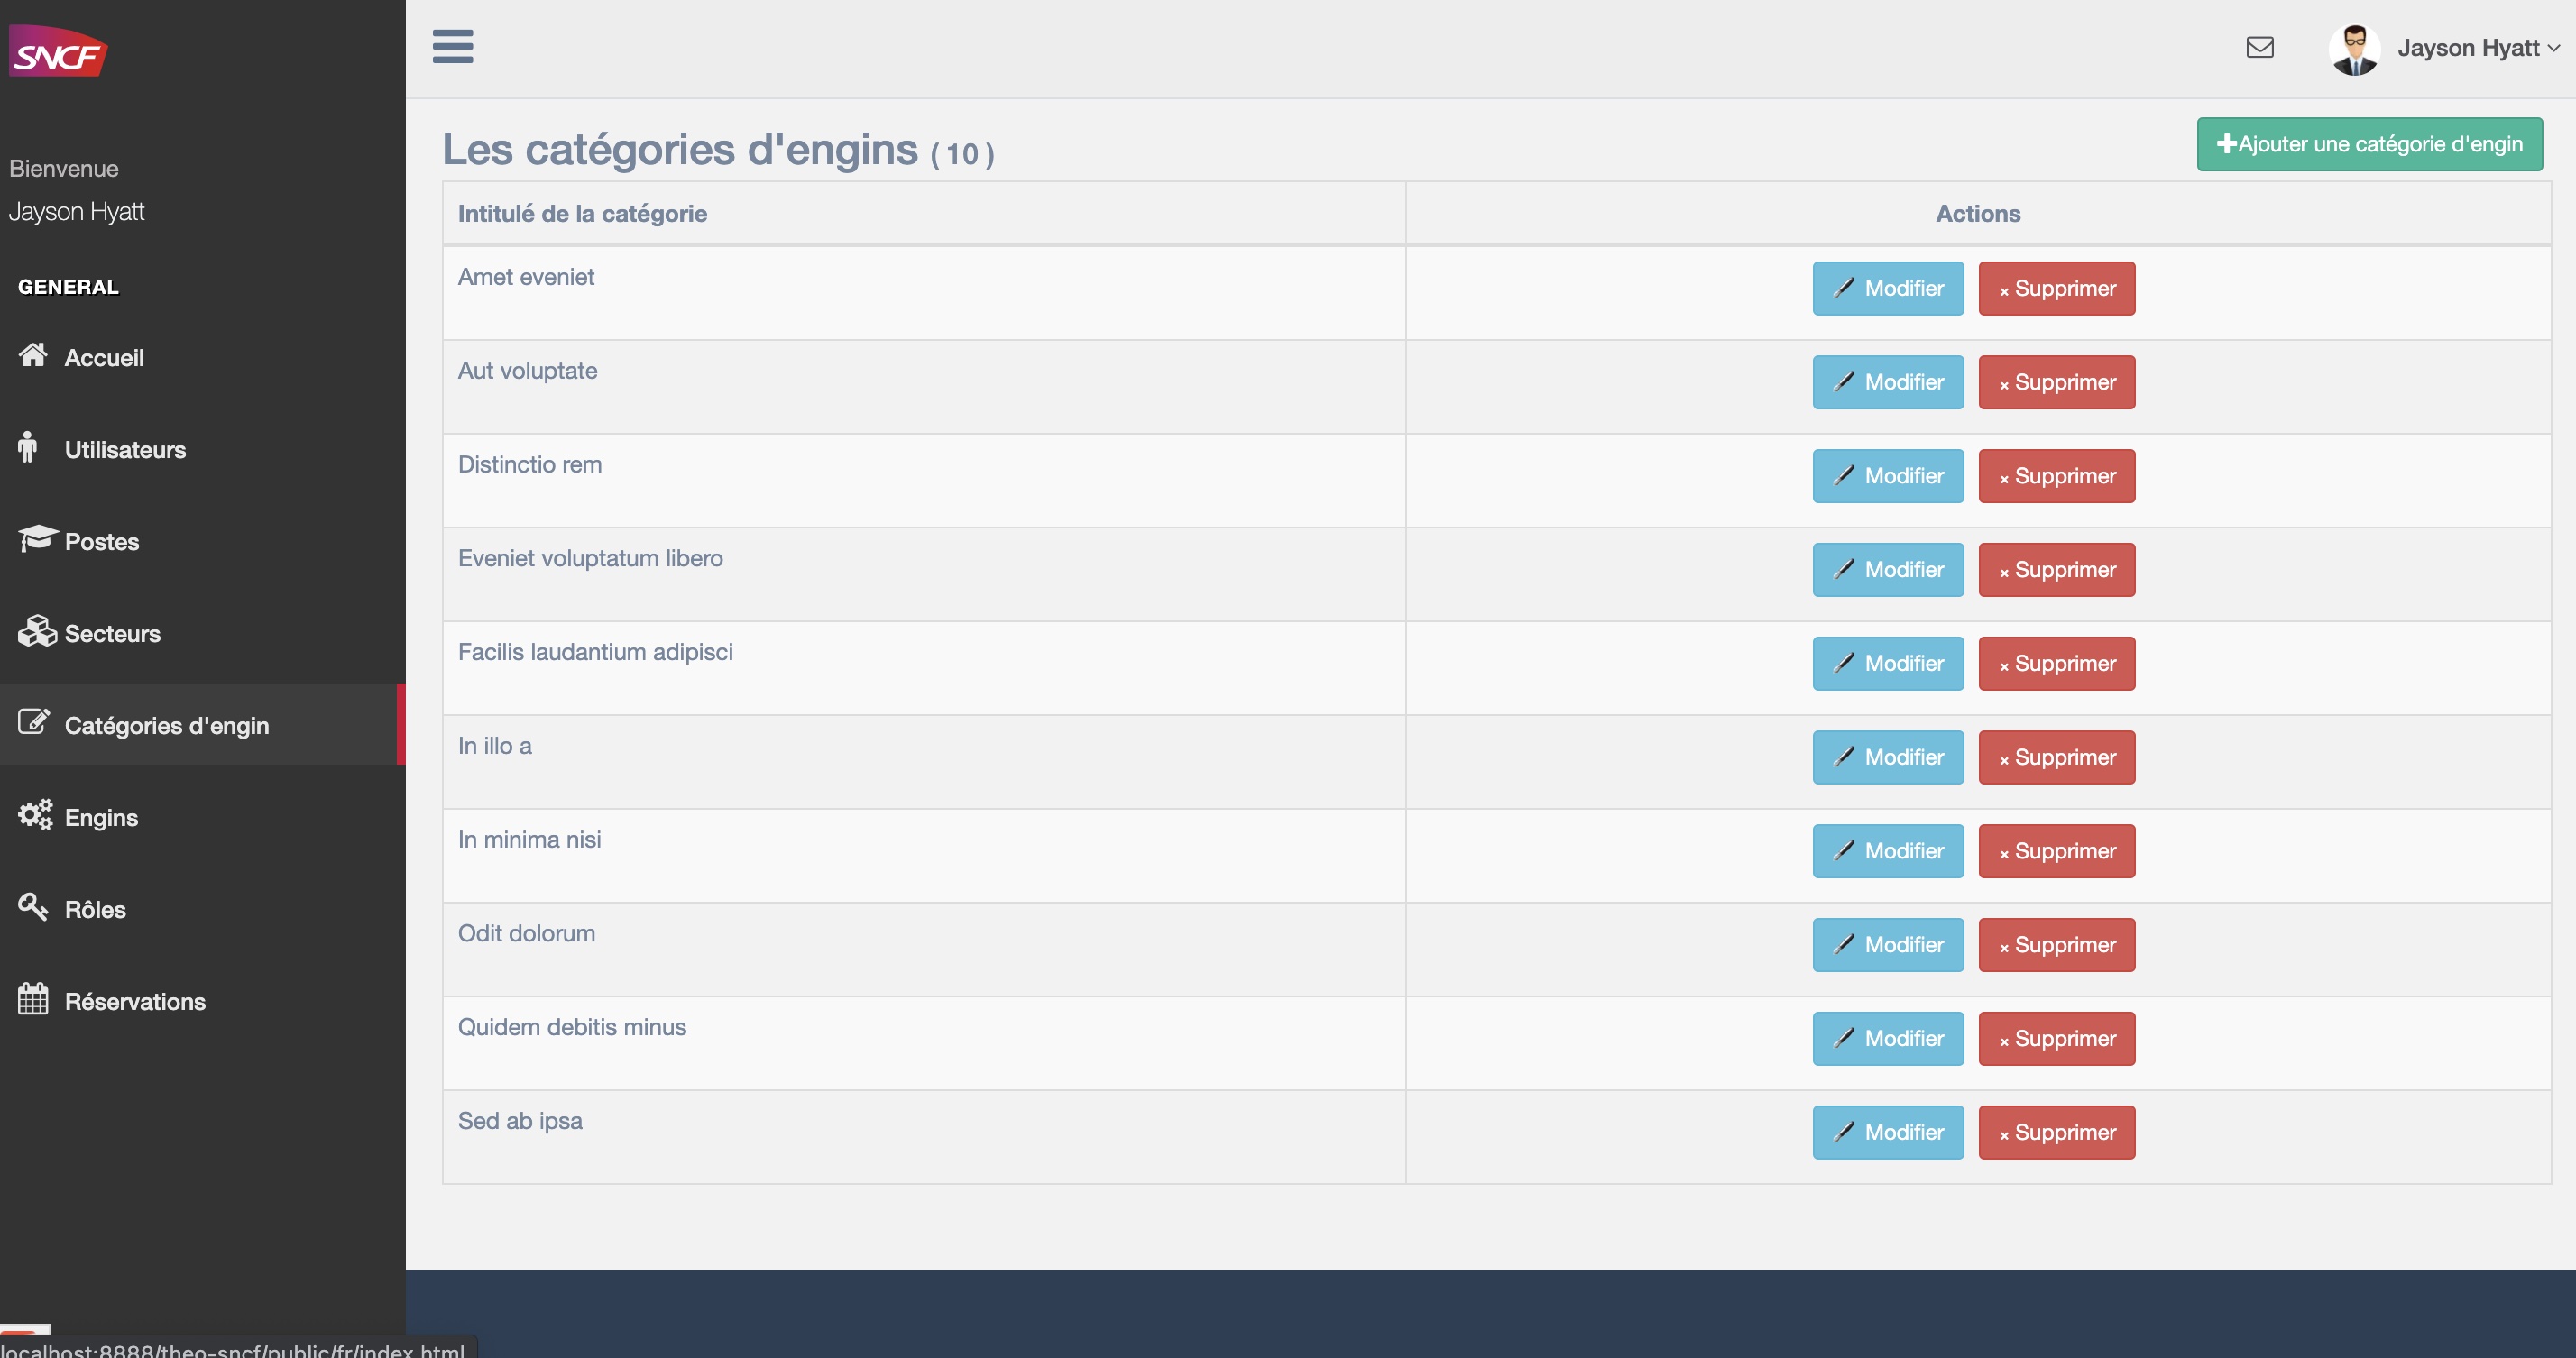 SNCF
Bienvenue
Jayson Hyatt
GENERAL
Accueil
Utilisateurs
Postes
Secteurs
Catégories d'engin
Engins
Rôles
Réservations
Jayson Hyatt
Les catégories d'engins ( 10 )
Ajouter une catégorie d'engin
Intitulé de la catégorie Actions
Amet eveniet Modifier × Supprimer
Aut voluptate Modifier × Supprimer
Distinctio rem Modifier × Supprimer
Eveniet voluptatum libero Modifier × Supprimer
Facilis laudantium adipisci Modifier × Supprimer
In illo a Modifier × Supprimer
In minima nisi Modifier × Supprimer
Odit dolorum Modifier × Supprimer
Quidem debitis minus Modifier × Supprimer
Sed ab ipsa Modifier × Supprimer
localhost:8888/theo-sncf/public/fr/index.html